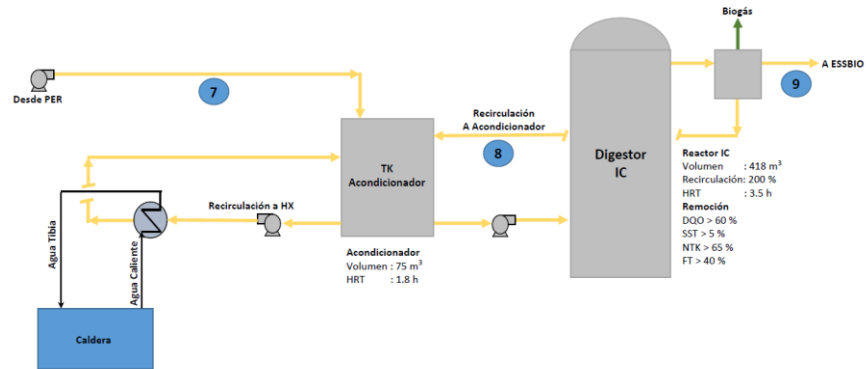 Biogás
Desde PER
7
A ESSBIO
9
Recirculación
A Acondicionador
8
TK
Acondicionador
Digestor
IC
Reactor IC
Volumen : 418 m³
Recirculación: 200 %
HRT : 3.5 h
Remoción
DQO > 60 %
SST > 5 %
NTK > 65 %
FT > 40 %
Recirculación a HX
Acondicionador
Volumen : 75 m³
HRT : 1.8 h
Agua Tibia
Agua Caliente
Caldera